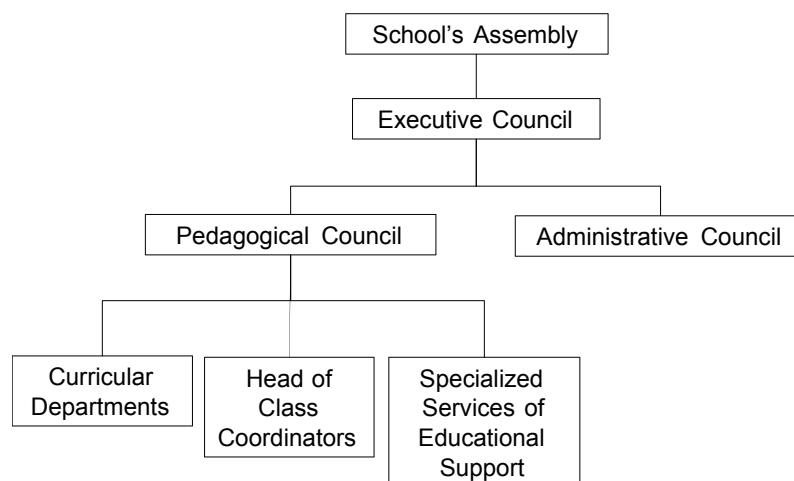 School's Assembly
Executive Council
Pedagogical Council
Administrative Council
Curricular
Departments
Head of
Class
Coordinators
Specialized
Services of
Educational
Support